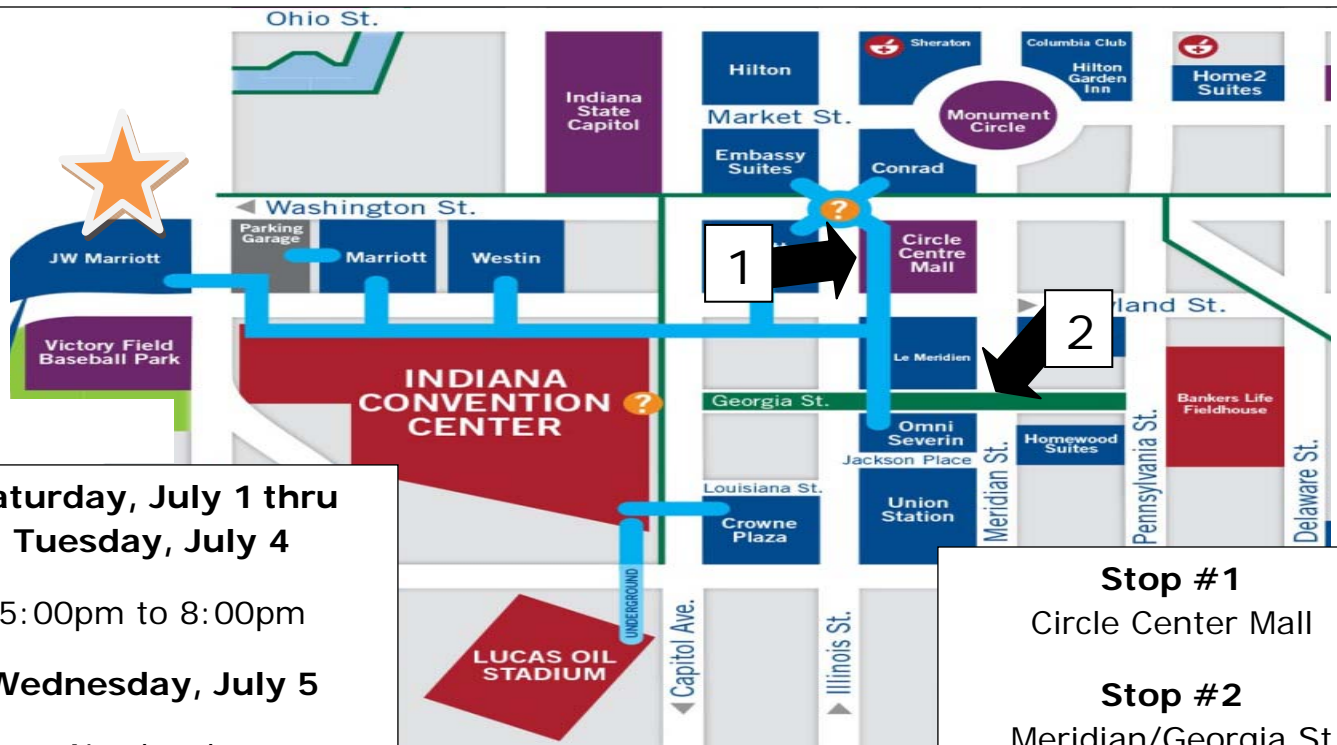 Ohio St.
Indiana
State
Capitol
Hilton
Sheraton
Columbia Club
Hilton
Garden
Inn
Home2
Suites
Market St.
Monument
Circle
Embassy
Suites
Conrad
Washington St.
?
JW Marriott
Parking
Garage
Marriott
Westin
1
Circle
Centre
Mall
land St.
2
Victory Field
Baseball Park
INDIANA
CONVENTION
CENTER
?
Le Meridien
Georgia St.
Bankers Life
Fieldhouse
Omni
Severin
Homewood
Suites
Jackson Place
Louisiana St.
Crowne
Plaza
Union
Station
Meridian St.
Pennsylvania St.
Delaware St.
UNDERGROUND
LUCAS OIL
STADIUM
Capitol Ave.
Illinois St.
aturday, July 1 thru
Tuesday, July 4
5:00pm to 8:00pm
Wednesday, July 5
Stop #1
Circle Center Mall
Stop #2
Meridian/Georgia St